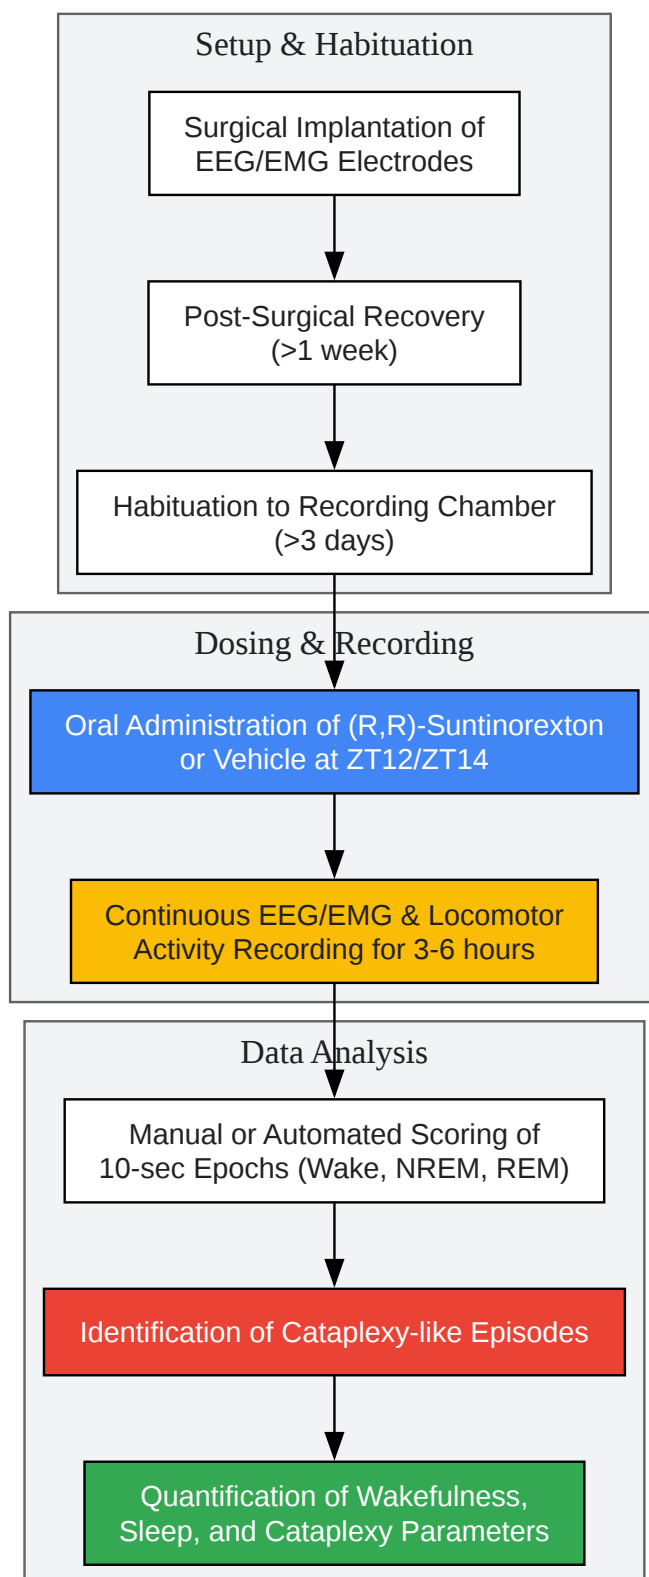 Setup & Habituation
Surgical Implantation of
EEG/EMG Electrodes
Post-Surgical Recovery
(>1 week)
Habituation to Recording Chamber
(>3 days)
Dosing & Recording
Oral Administration of (R,R)-Suntinorexton
or Vehicle at ZT12/ZT14
Continuous EEG/EMG & Locomotor
Activity Recording for 3-6 hours
Data Analysis
Manual or Automated Scoring of
10-sec Epochs (Wake, NREM, REM)
Identification of Cataplexy-like Episodes
Quantification of Wakefulness,
Sleep, and Cataplexy Parameters